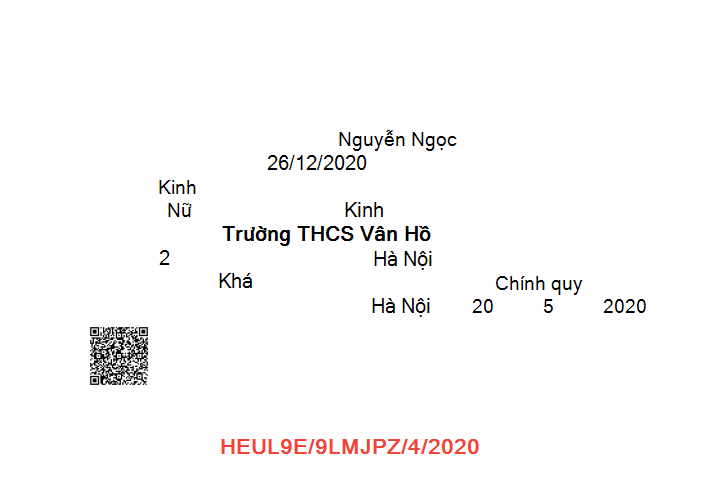 Nguyễn Ngọc
26/12/2020
Kinh
Nữ Kinh
Trường THCS Vân Hồ
2 Hà Nội
Khá Chính quy
Hà Nội 20 5 2020
HEUL9E/9LMJPZ/4/2020